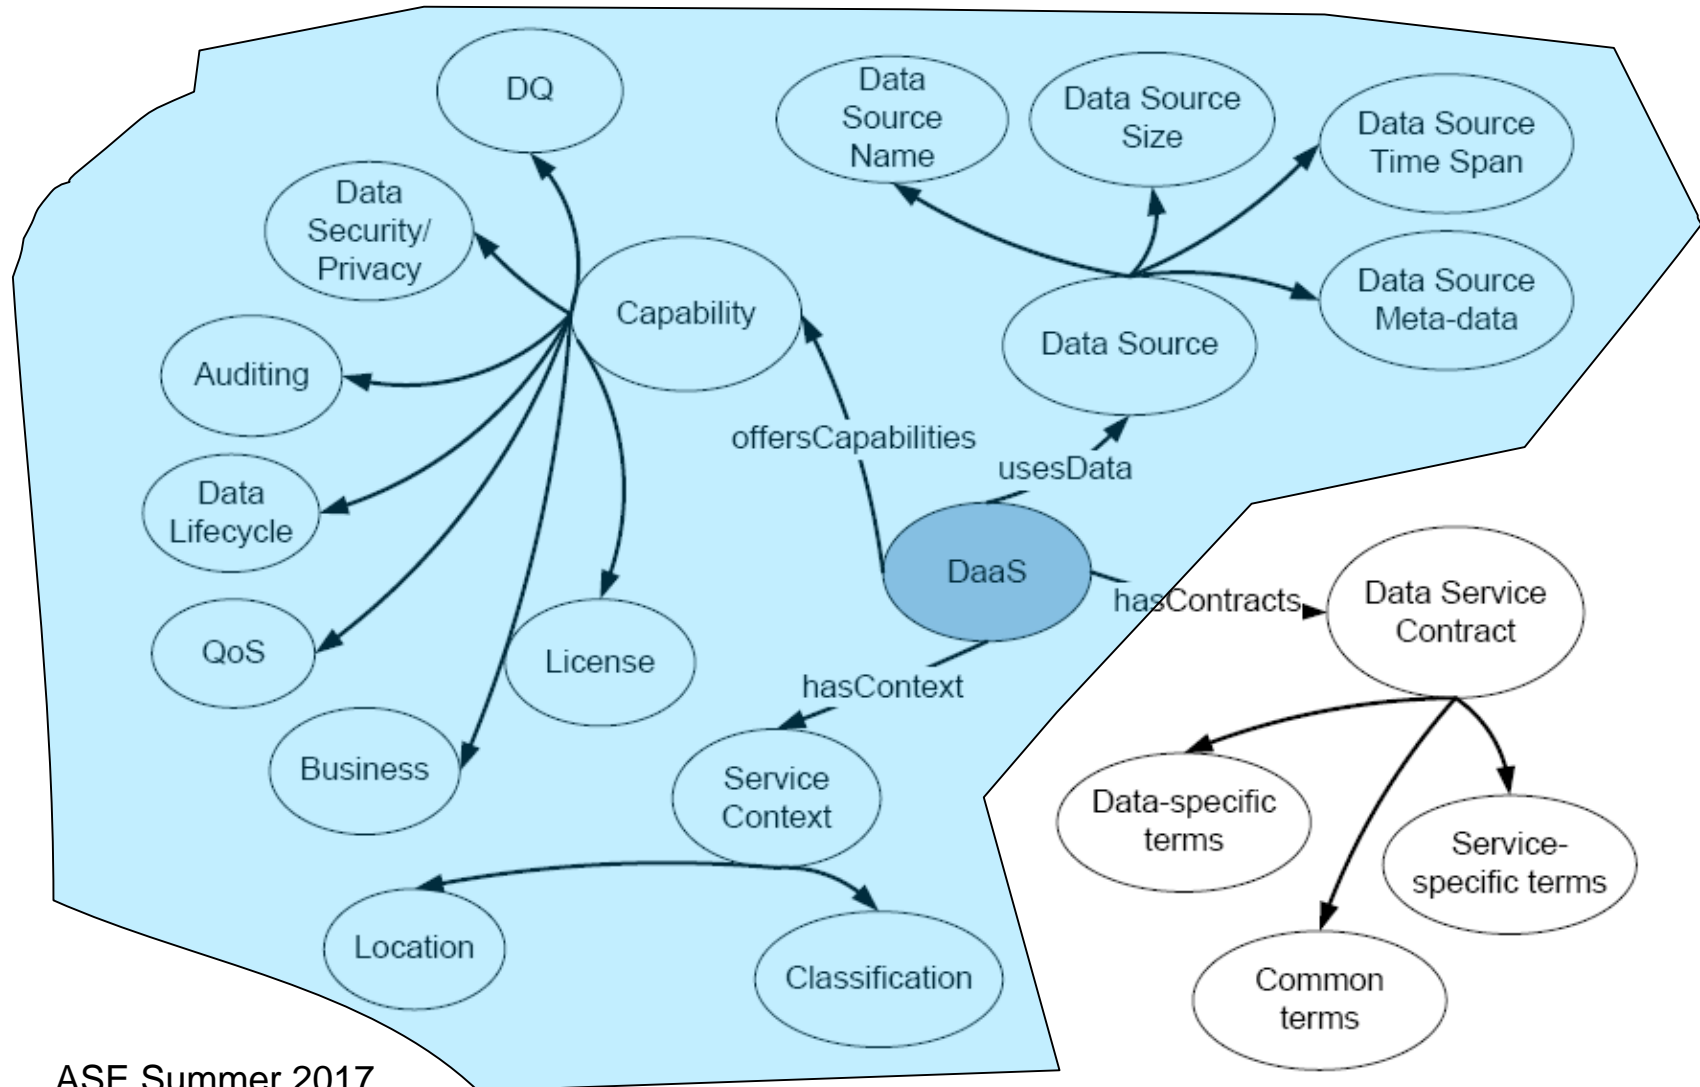 DQ
Data
Source
Name
Data Source
Size
Data Source
Time Span
Data
Security/
Privacy
Capability
Data Source
Meta-data
Data Source
Auditing
offersCapabilities
usesData
Data
Lifecycle
DaaS
hasContracts
Data Service
Contract
QoS
License
hasContext
Business
Service
Context
Data-specific
terms
Service-
specific terms
Location
Classification
Common
terms
ASE Summer 2017